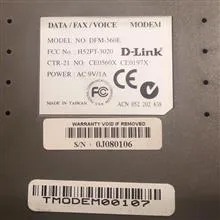 DATA / FAX / VOICE MODEM
MODEL NO: DFM-560E
FCC No : H52PT-3020 D-Link
CTR-21 NO : CE0560X CE0197X
POWER : AC 9V/1A
MADE IN TAIWAN ACN 052 202 838
WARRANTY VOID IF REMOVED
S/N 0J080106
TMODEM00107